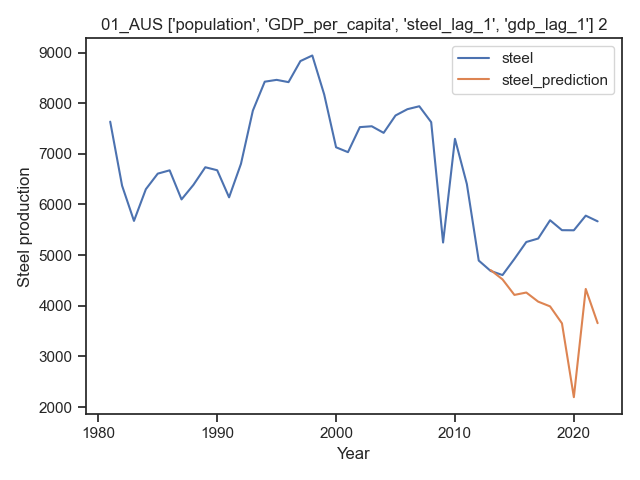 01_AUS ['population', 'GDP_per_capita', 'steel_lag_1', 'gdp_lag_1'] 2
steel
steel_prediction
9000
8000
7000
6000
5000
4000
3000
2000
Steel production
1980
1990
2000
2010
2020
Year